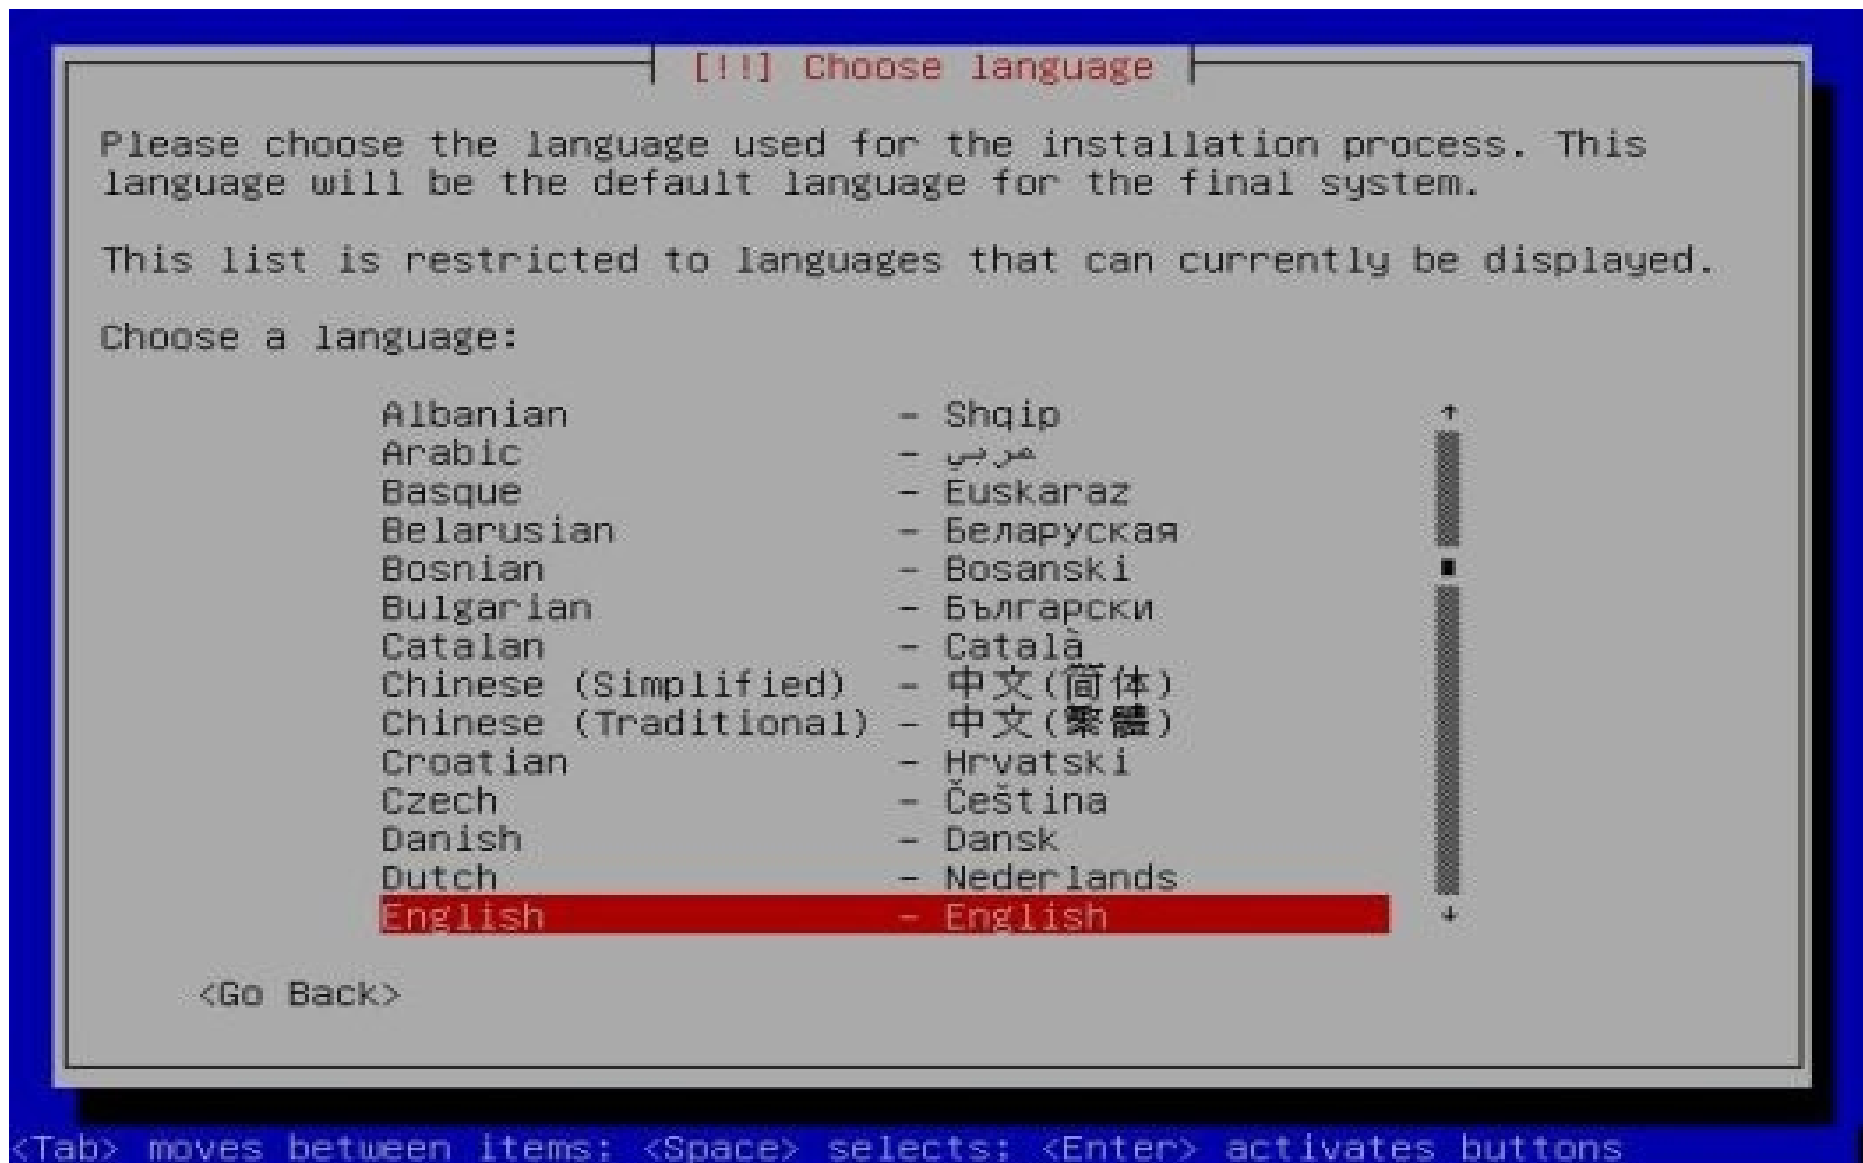 [!!] Choose language
Please choose the language used for the installation process. This
language will be the default language for the final system.
This list is restricted to languages that can currently be displayed.
Choose a language:
Albanian - Shqip
Arabic - عربي
Basque - Euskaraz
Belarusian - Беларуская
Bosnian - Bosanski
Bulgarian - Български
Catalan - Català
Chinese (Simplified) - 中文(简体)
Chinese (Traditional) - 中文(繁體)
Croatian - Hrvatski
Czech - Čeština
Danish - Dansk
Dutch - Nederlands
English - English
<Go Back>
<Tab> moves between items; <Space> selects; <Enter> activates buttons